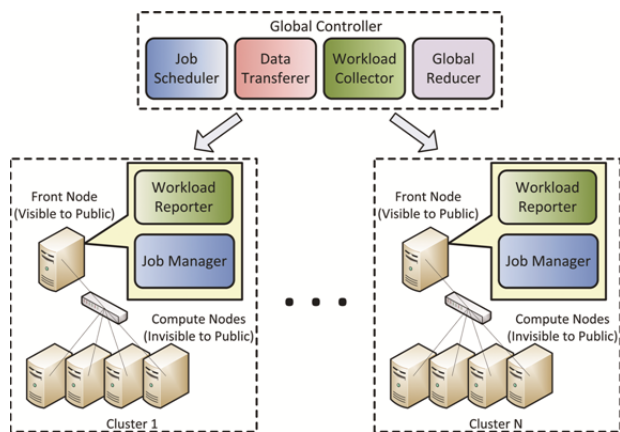 Global Controller
Job
Scheduler
Data
Transferer
Workload
Collector
Global
Reducer
Front Node
(Visible to Public)
Workload
Reporter
Job Manager
Compute Nodes
(Invisible to Public)
Cluster 1
Front Node
(Visible to Public)
Workload
Reporter
Job Manager
Compute Nodes
(Invisible to Public)
Cluster N